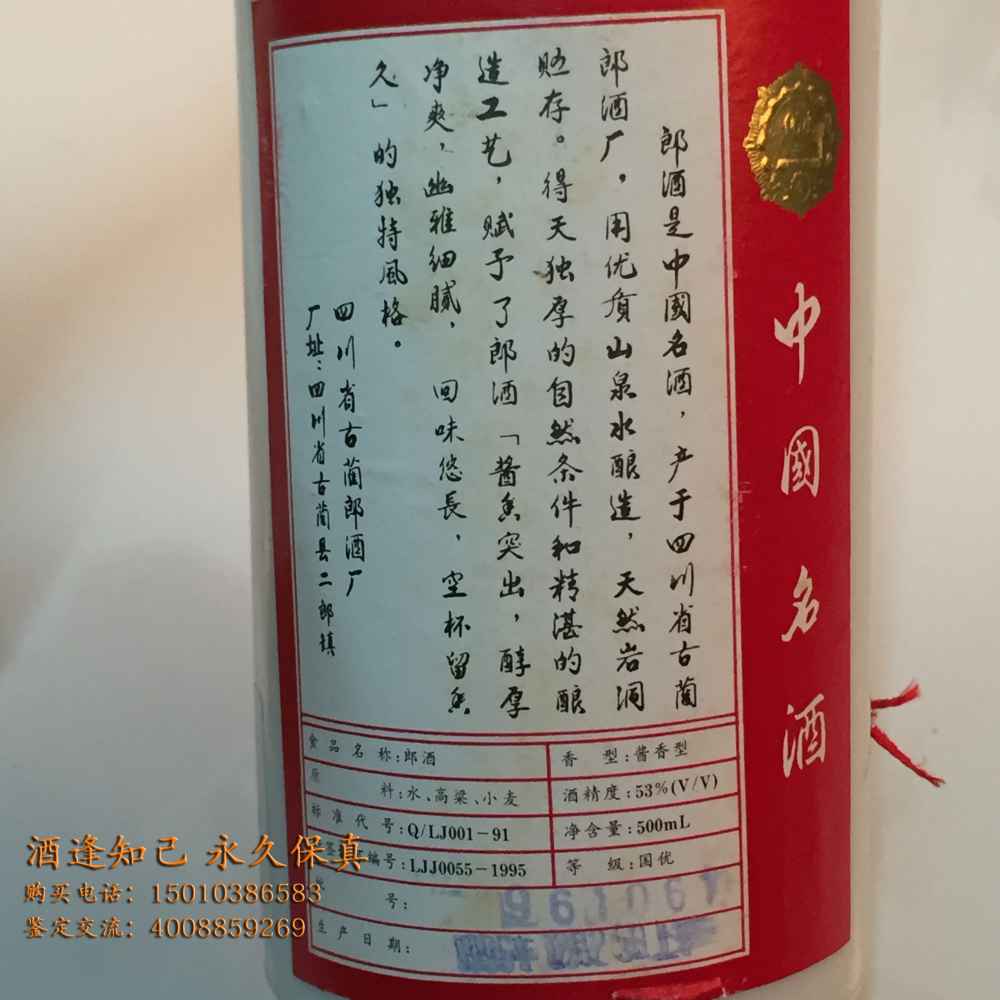 中國名酒
郎酒是中國名酒，产于四川省古蔺
郎酒厂，用优质山泉水酿造，天然岩洞
贮存。得天独厚的自然条件和精湛的酿
造工艺，赋予了郎酒「酱香突出，醇厚
净爽，幽雅细腻，回味悠長，空杯留香
久」的独特風格。
四川省古蔺郎酒厂
厂址：四川省古蔺县二郎镇
食品名称:郎酒
香型:酱香型
原料:水、高粱、小麦
酒精度:53%(V/V)
标准代号:Q/LJ001-91
净含量:500mL
编号:LJJ0055-1995
等级:国优
号:
生产日期:
酒逢知己 永久保真
购买电话：15010386583
鉴定交流：4008859269